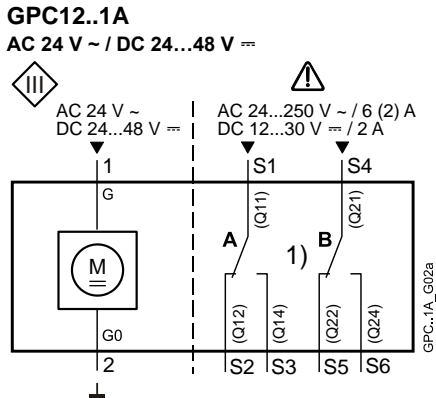 GPC12..1A
AC 24 V ~ / DC 24...48 V ⎓
III
AC 24 V ~
DC 24...48 V ⎓
AC 24...250 V ~ / 6 (2) A
DC 12...30 V ⎓ / 2 A
1
S1
S4
G
(Q11)
(Q21)
A
1)
B
M
G0
(Q12)
(Q14)
(Q22)
(Q24)
2
S2
S3
S5
S6
GPC..1A_G02a